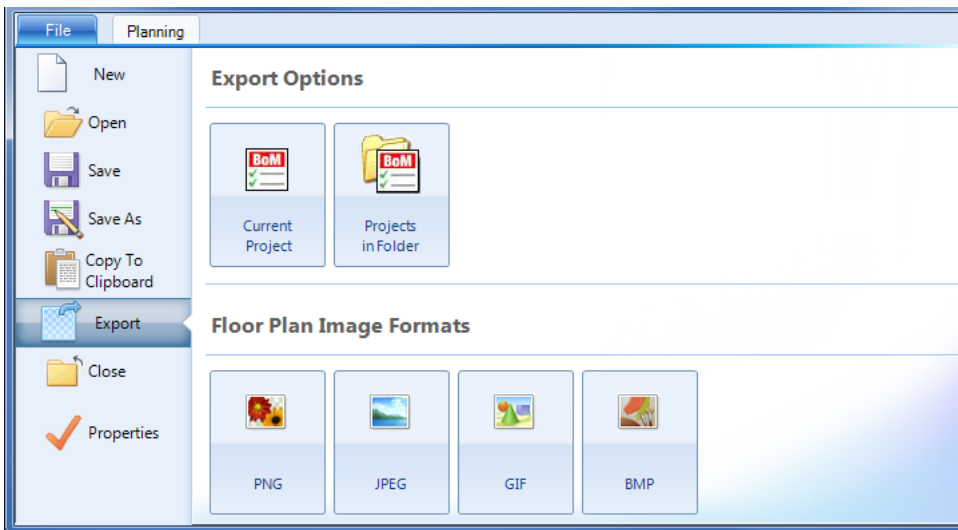 File
Planning
New
Open
Save
Save As
Copy To
Clipboard
Export
Close
Properties
Export Options
BoM
Current
Project
BoM
Projects
in Folder
Floor Plan Image Formats
PNG
JPEG
GIF
BMP